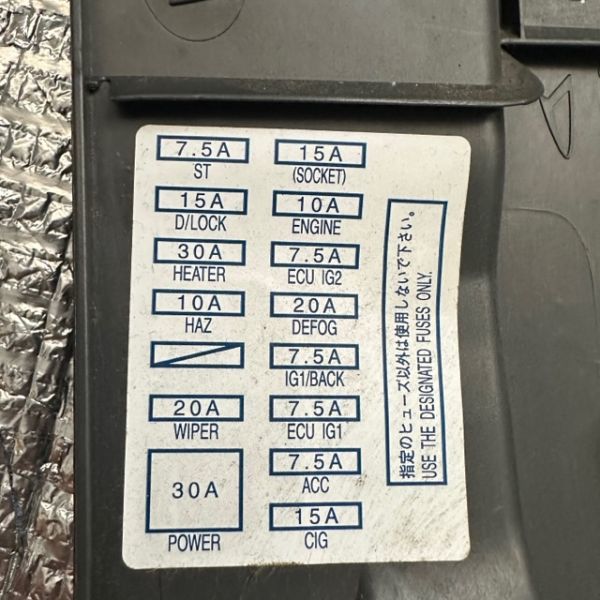 7.5A
ST
15A
D/LOCK
30A
HEATER
10A
HAZ
20A
WIPER
30A
POWER
15A
(SOCKET)
10A
ENGINE
7.5A
ECU IG2
20A
DEFOG
7.5A
IG1/BACK
7.5A
ECU IG1
7.5A
ACC
15A
CIG
指定のヒューズ以外は使用しないで下さい。
USE THE DESIGNATED FUSES ONLY.